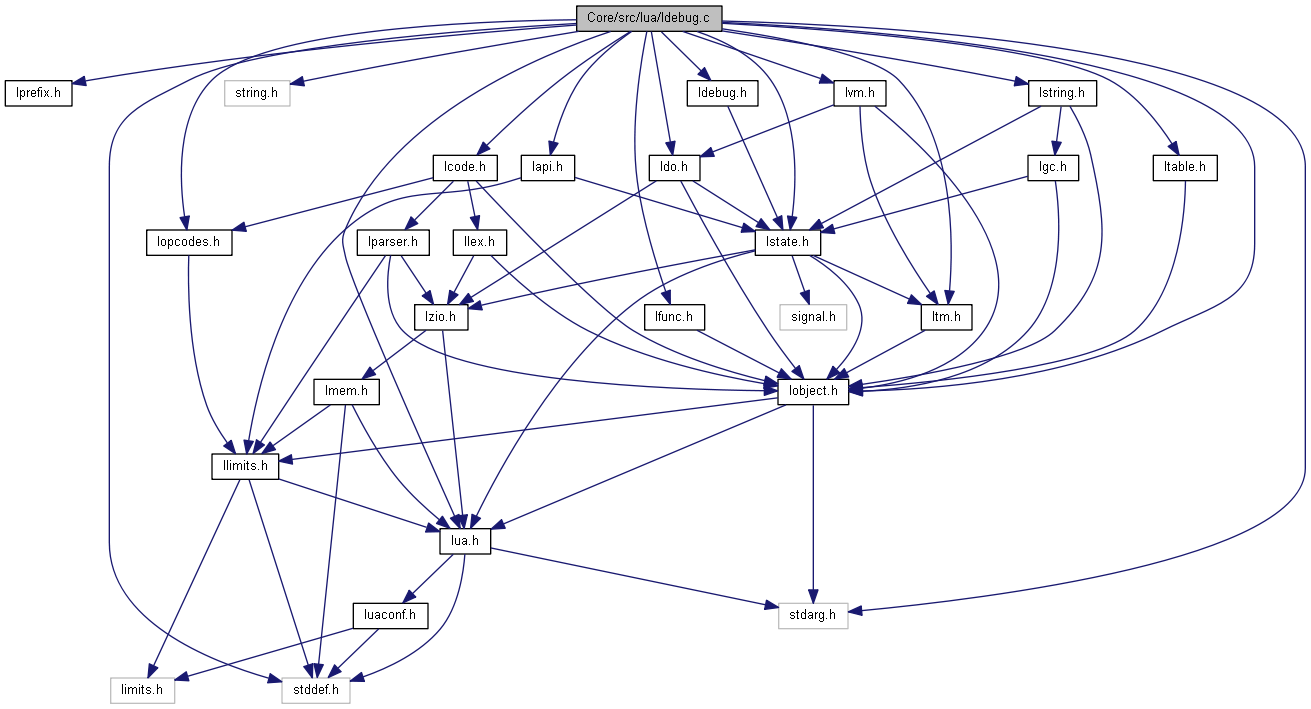 Core/src/lua/ldebug.c
lprefix.h
string.h
ldebug.h
lvm.h
lstring.h
lcode.h
lapi.h
ldo.h
lgc.h
ltable.h
lopcodes.h
lparser.h
llex.h
lstate.h
lzio.h
lfunc.h
signal.h
ltm.h
lmem.h
lobject.h
llimits.h
lua.h
luaconf.h
stdarg.h
limits.h
stddef.h